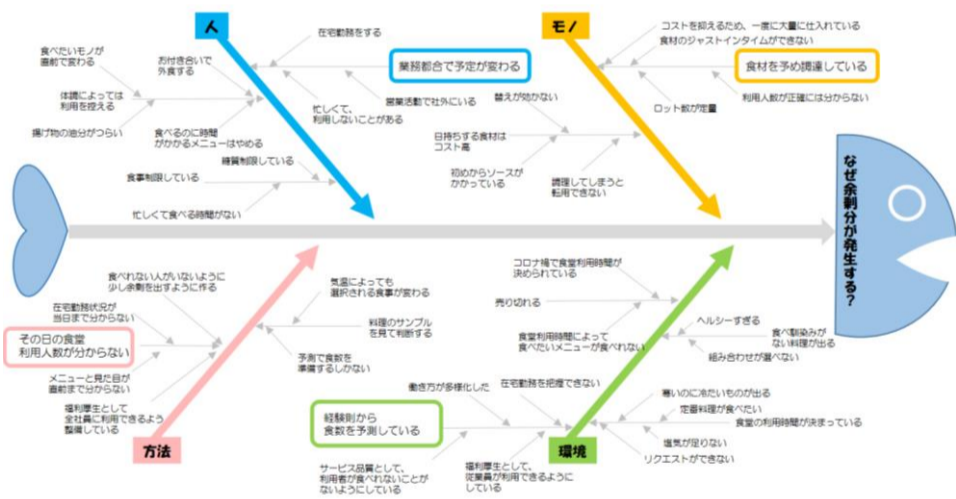 人
在宅勤務をする
食べたいモノが
直前で変わる
お付き合いで
外食する
業務都合で予定が変わる
体調によっては
利用を控える
忙しくて、
利用しないことがある
営業活動で社外にいる
揚げ物の油分がつらい
食べるのに時間
がかかるメニューはやめる
糖質制限している
食事制限している
忙しくて食べる時間がない
モノ
コストを抑えるため、一度に大量に仕入れている
食材のジャストインタイムができない
食材を予め調達している
利用人数が正確には分からない
ロット数が定量
替えが効かない
日持ちする食材は
コスト高
初めからソースが
かかっている
調理してしまうと
転用できない
なぜ余剰分が発生する?
食べれない人がいないように
少し余剰を出すように作る
気温によっても
選択される食事が変わる
在宅勤務状況が
当日まで分からない
料理のサンプル
を見て判断する
その日の食堂
利用人数が分からない
予測で食数を
準備するしかない
メニューと見た目が
直前まで分からない
福利厚生として
全社員に利用できるよう
整備している
方法
コロナ禍で食堂利用時間が
決められている
売り切れる
食堂利用時間によって
食べたいメニューが食べれない
ヘルシーすぎる
食べ馴染みが
ない料理が出る
組み合わせが選べない
働き方が多様化した
在宅勤務を把握できない
寒いのに冷たいものが出る
定番料理が食べたい
食堂の利用時間が決まっている
経験則から
食数を予測している
塩気が足りない
リクエストができない
サービス品質として、
利用者が食べれないことが
ないようにしている
福利厚生として、
従業員が利用できるように
している
環境